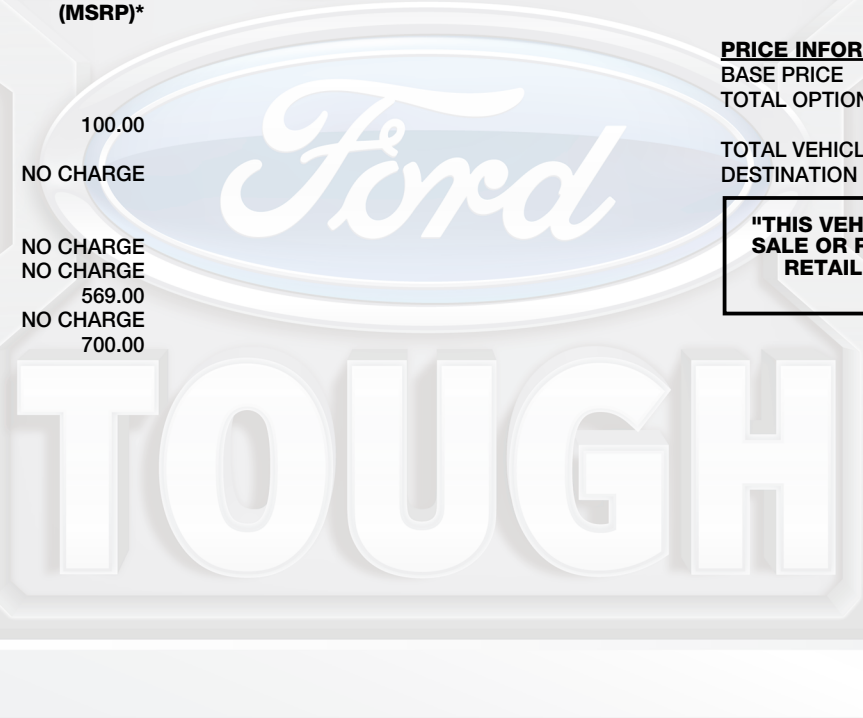 (MSRP)*
100.00
NO CHARGE
NO CHARGE
NO CHARGE
569.00
NO CHARGE
700.00
PRICE INFOR
BASE PRICE
TOTAL OPTION
TOTAL VEHICL
DESTINATION
"THIS VEH
SALE OR F
RETAIL
Ford
TOUGH